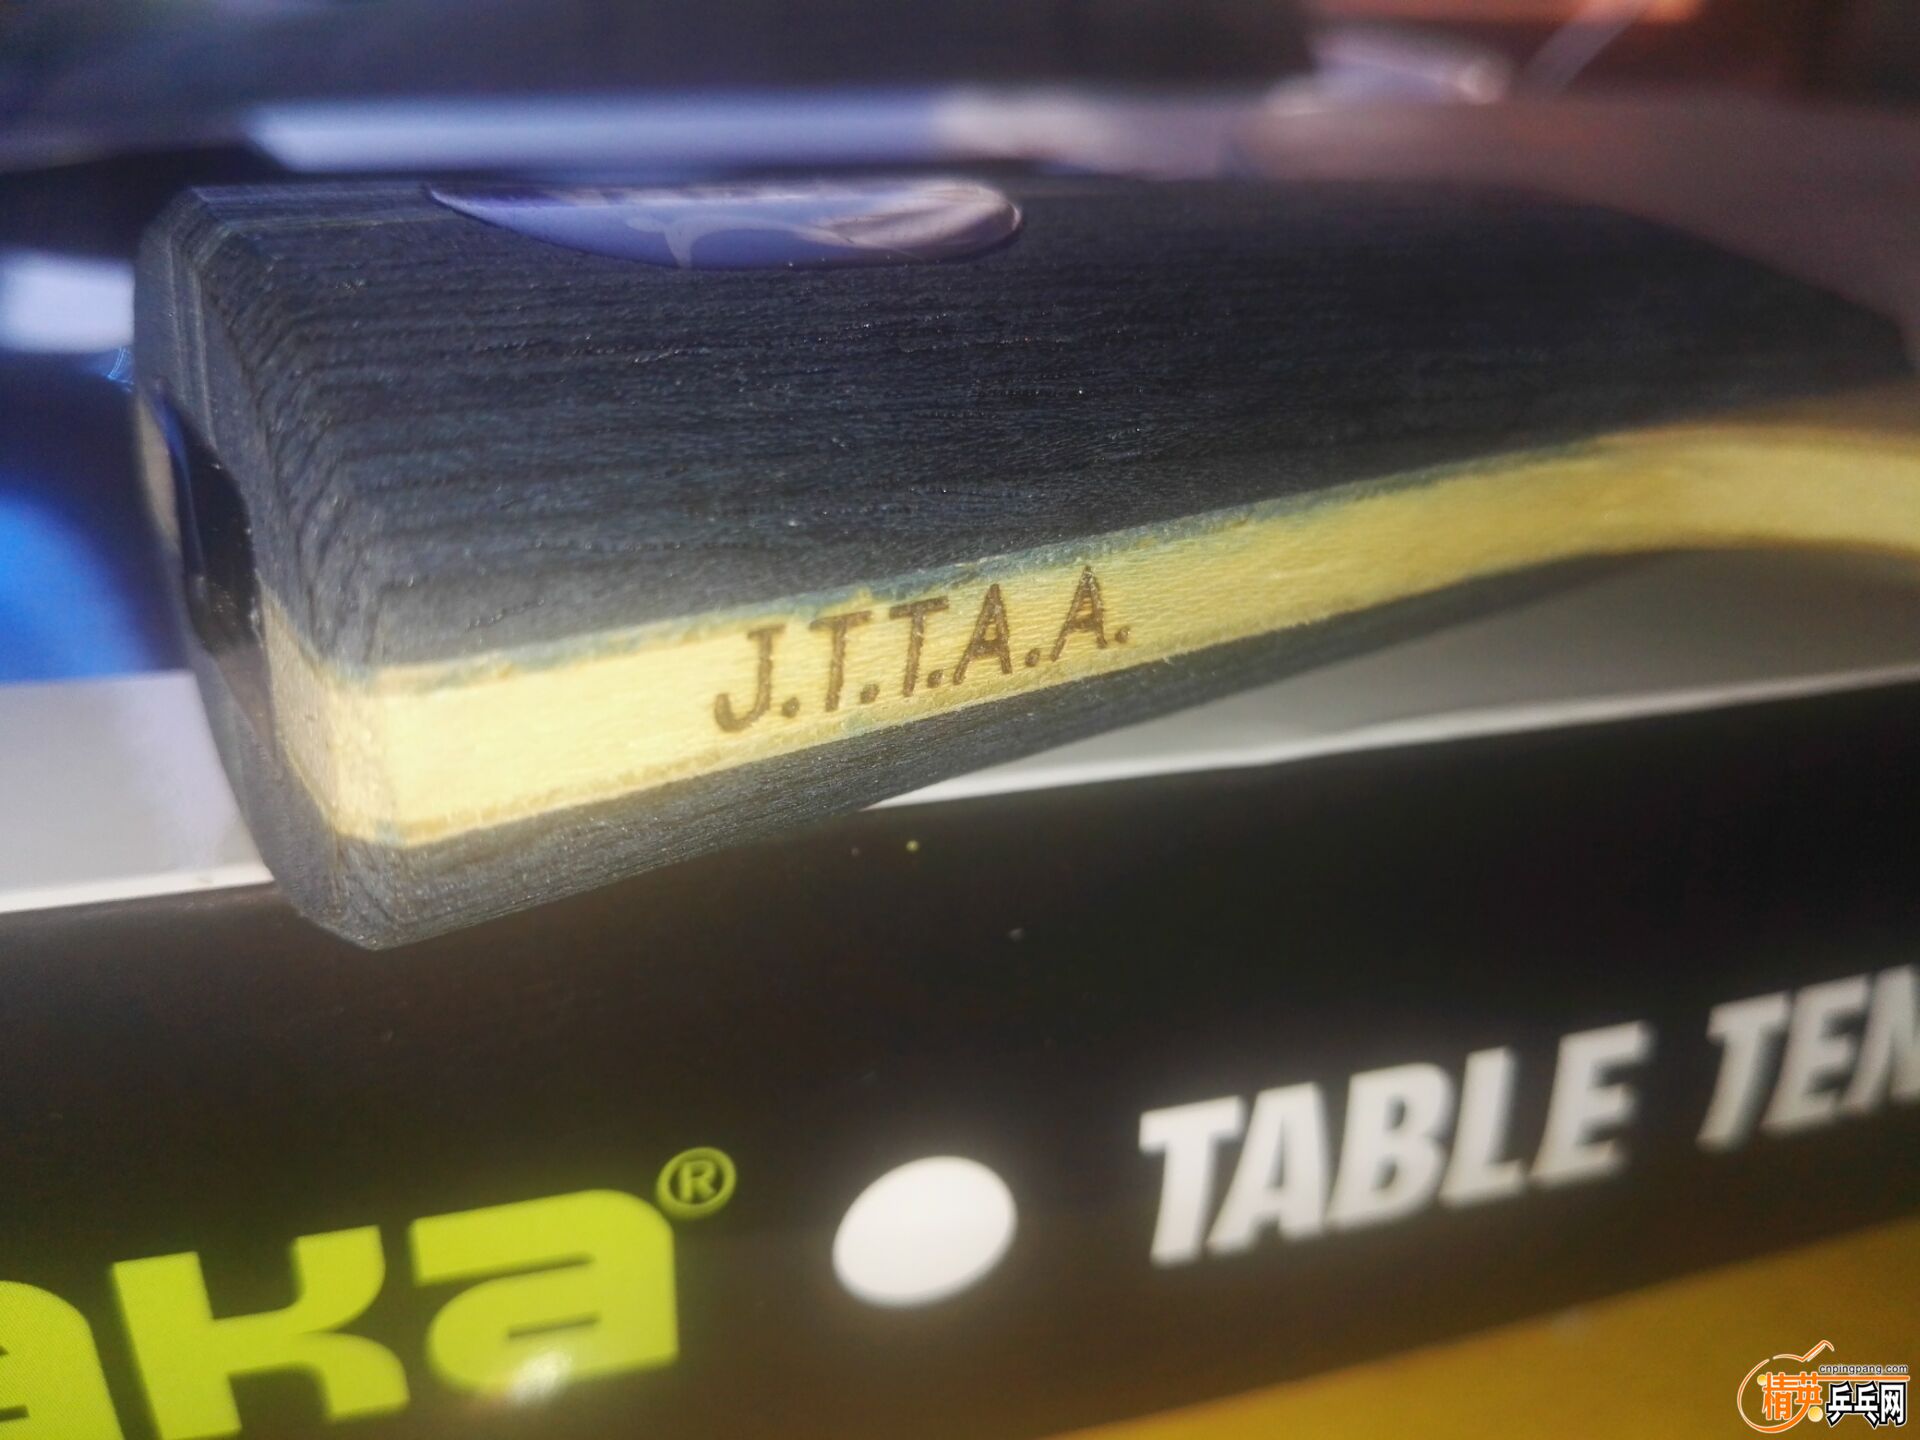 J.T.T.A.A.
aka® TABLE TEN
cnpingpang.com
精英乒乓网